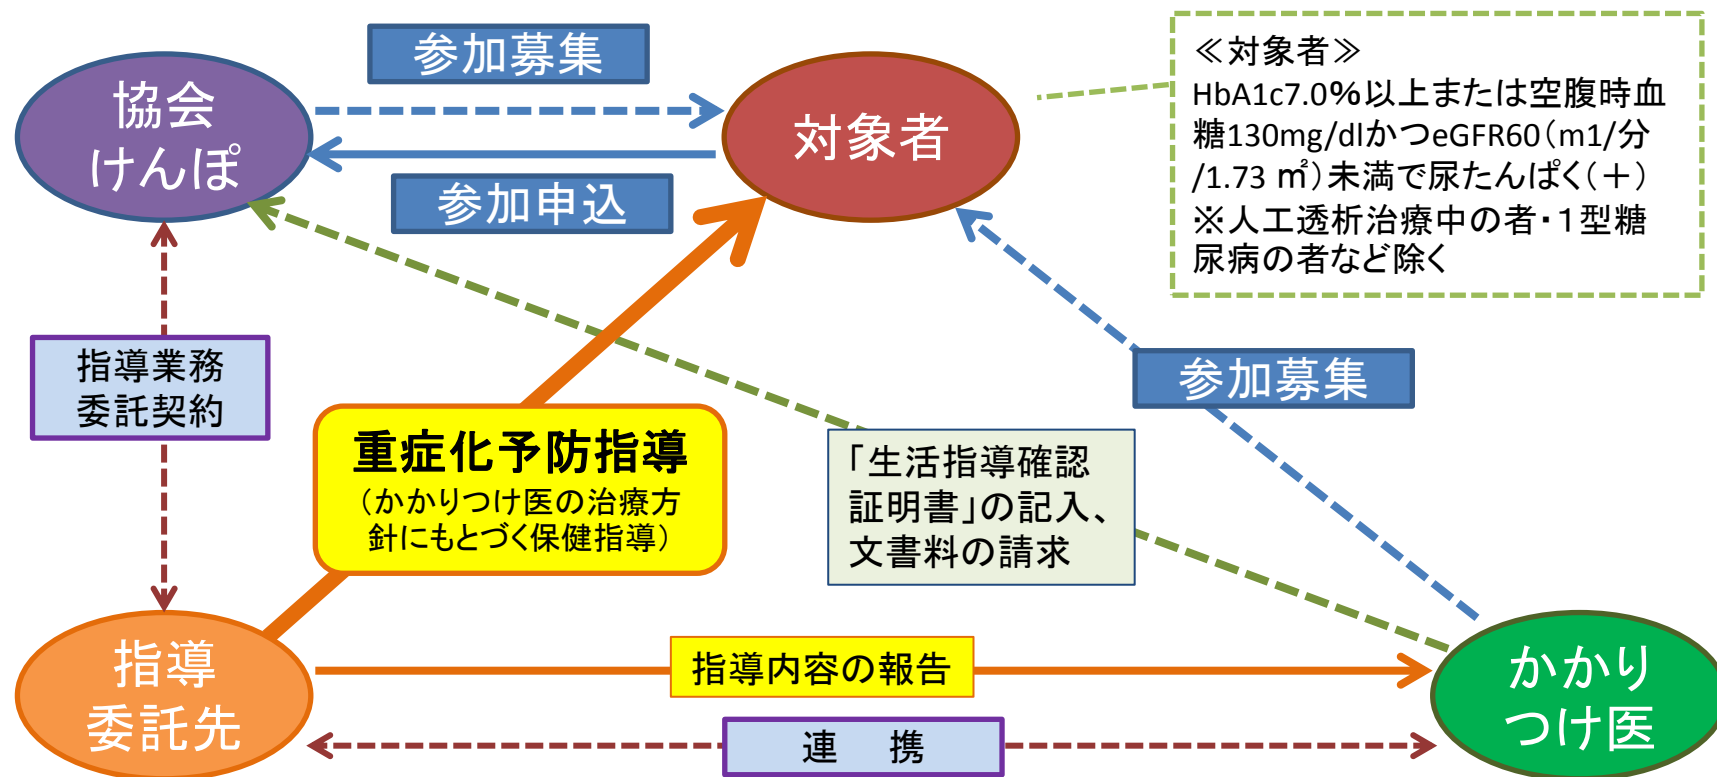 参加募集
協会
けんぽ
対象者
参加申込
≪対象者≫
HbA1c7.0%以上または空腹時血
糖130mg/dlかつeGFR60(m1/分
/1.73 ㎡)未満で尿たんぱく(＋)
※人工透析治療中の者・１型糖
尿病の者など除く
指導業務
委託契約
参加募集
重症化予防指導
(かかりつけ医の治療方
針にもとづく保健指導)
「生活指導確認
証明書」の記入、
文書料の請求
指導
委託先
指導内容の報告
かかり
つけ医
連　携